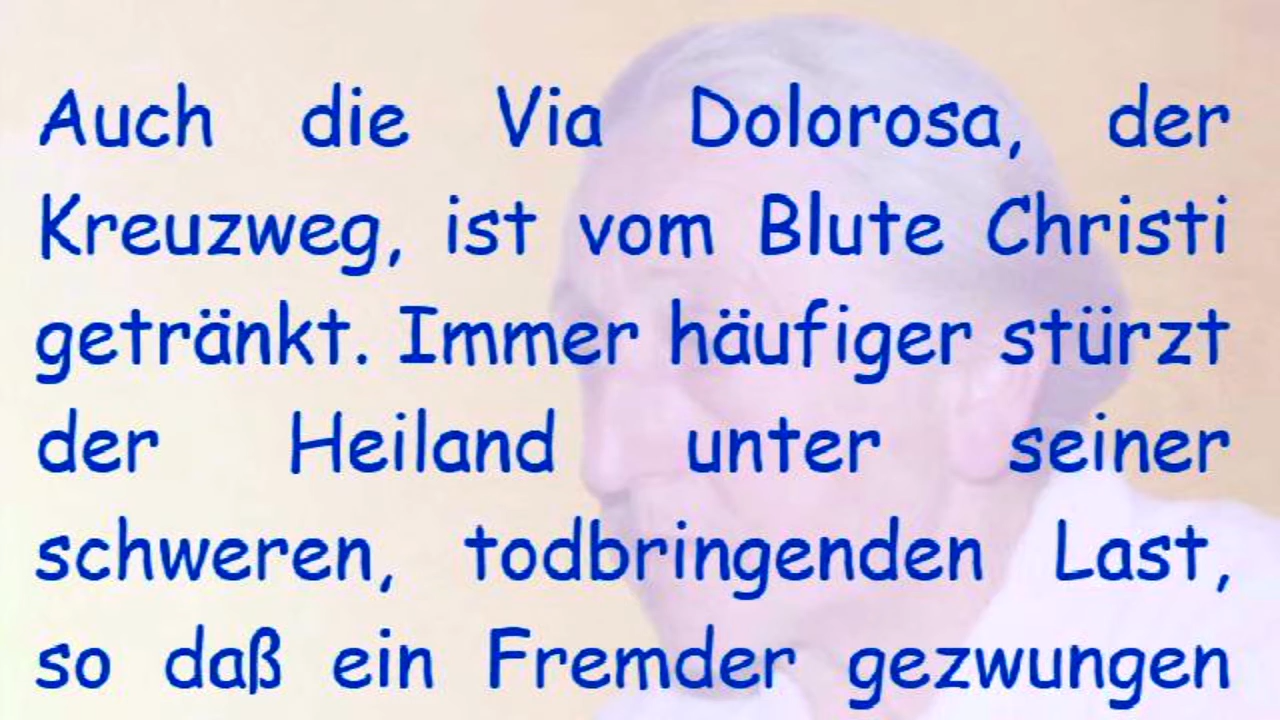 Auch die Via Dolorosa, der
Kreuzweg, ist vom Blute Christi
getränkt. Immer häufiger stürzt
der Heiland unter seiner
schweren, todbringenden Last,
so daß ein Fremder gezwungen